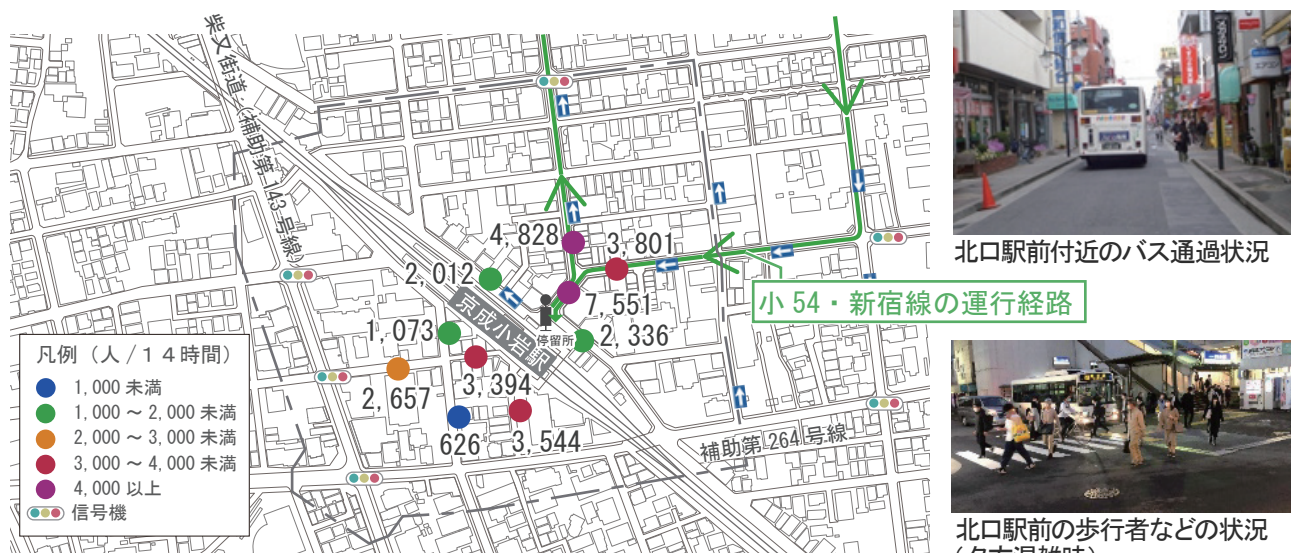 柴又街道（補助第143号線）
4,828
3,801
2,012
7,551
小54・新宿線の運行経路
京成小岩駅
停留所
1,073
2,336
3,394
2,657
626
3,544
補助第264号線
凡例（人/14時間）
1,000未満
1,000～2,000未満
2,000～3,000未満
3,000～4,000未満
4,000以上
信号機
北口駅前付近のバス通過状況
北口駅前の歩行者などの状況
（夕方混雑時）